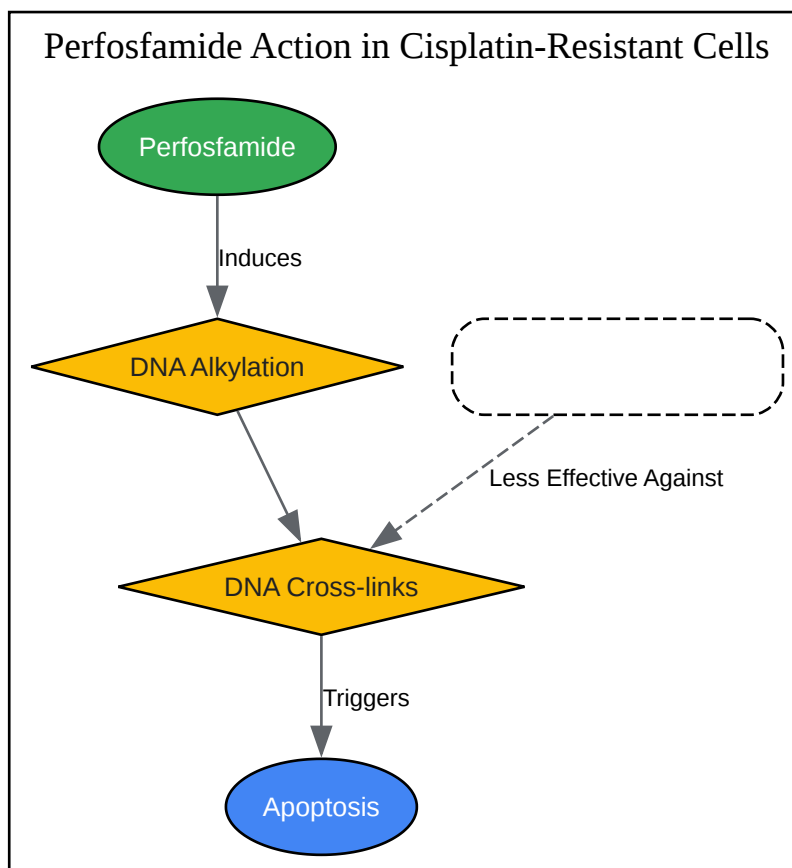 Perfosfamide Action in Cisplatin-Resistant Cells
Perfosfamide
Induces
DNA Alkylation
Less Effective Against
DNA Cross-links
Triggers
Apoptosis